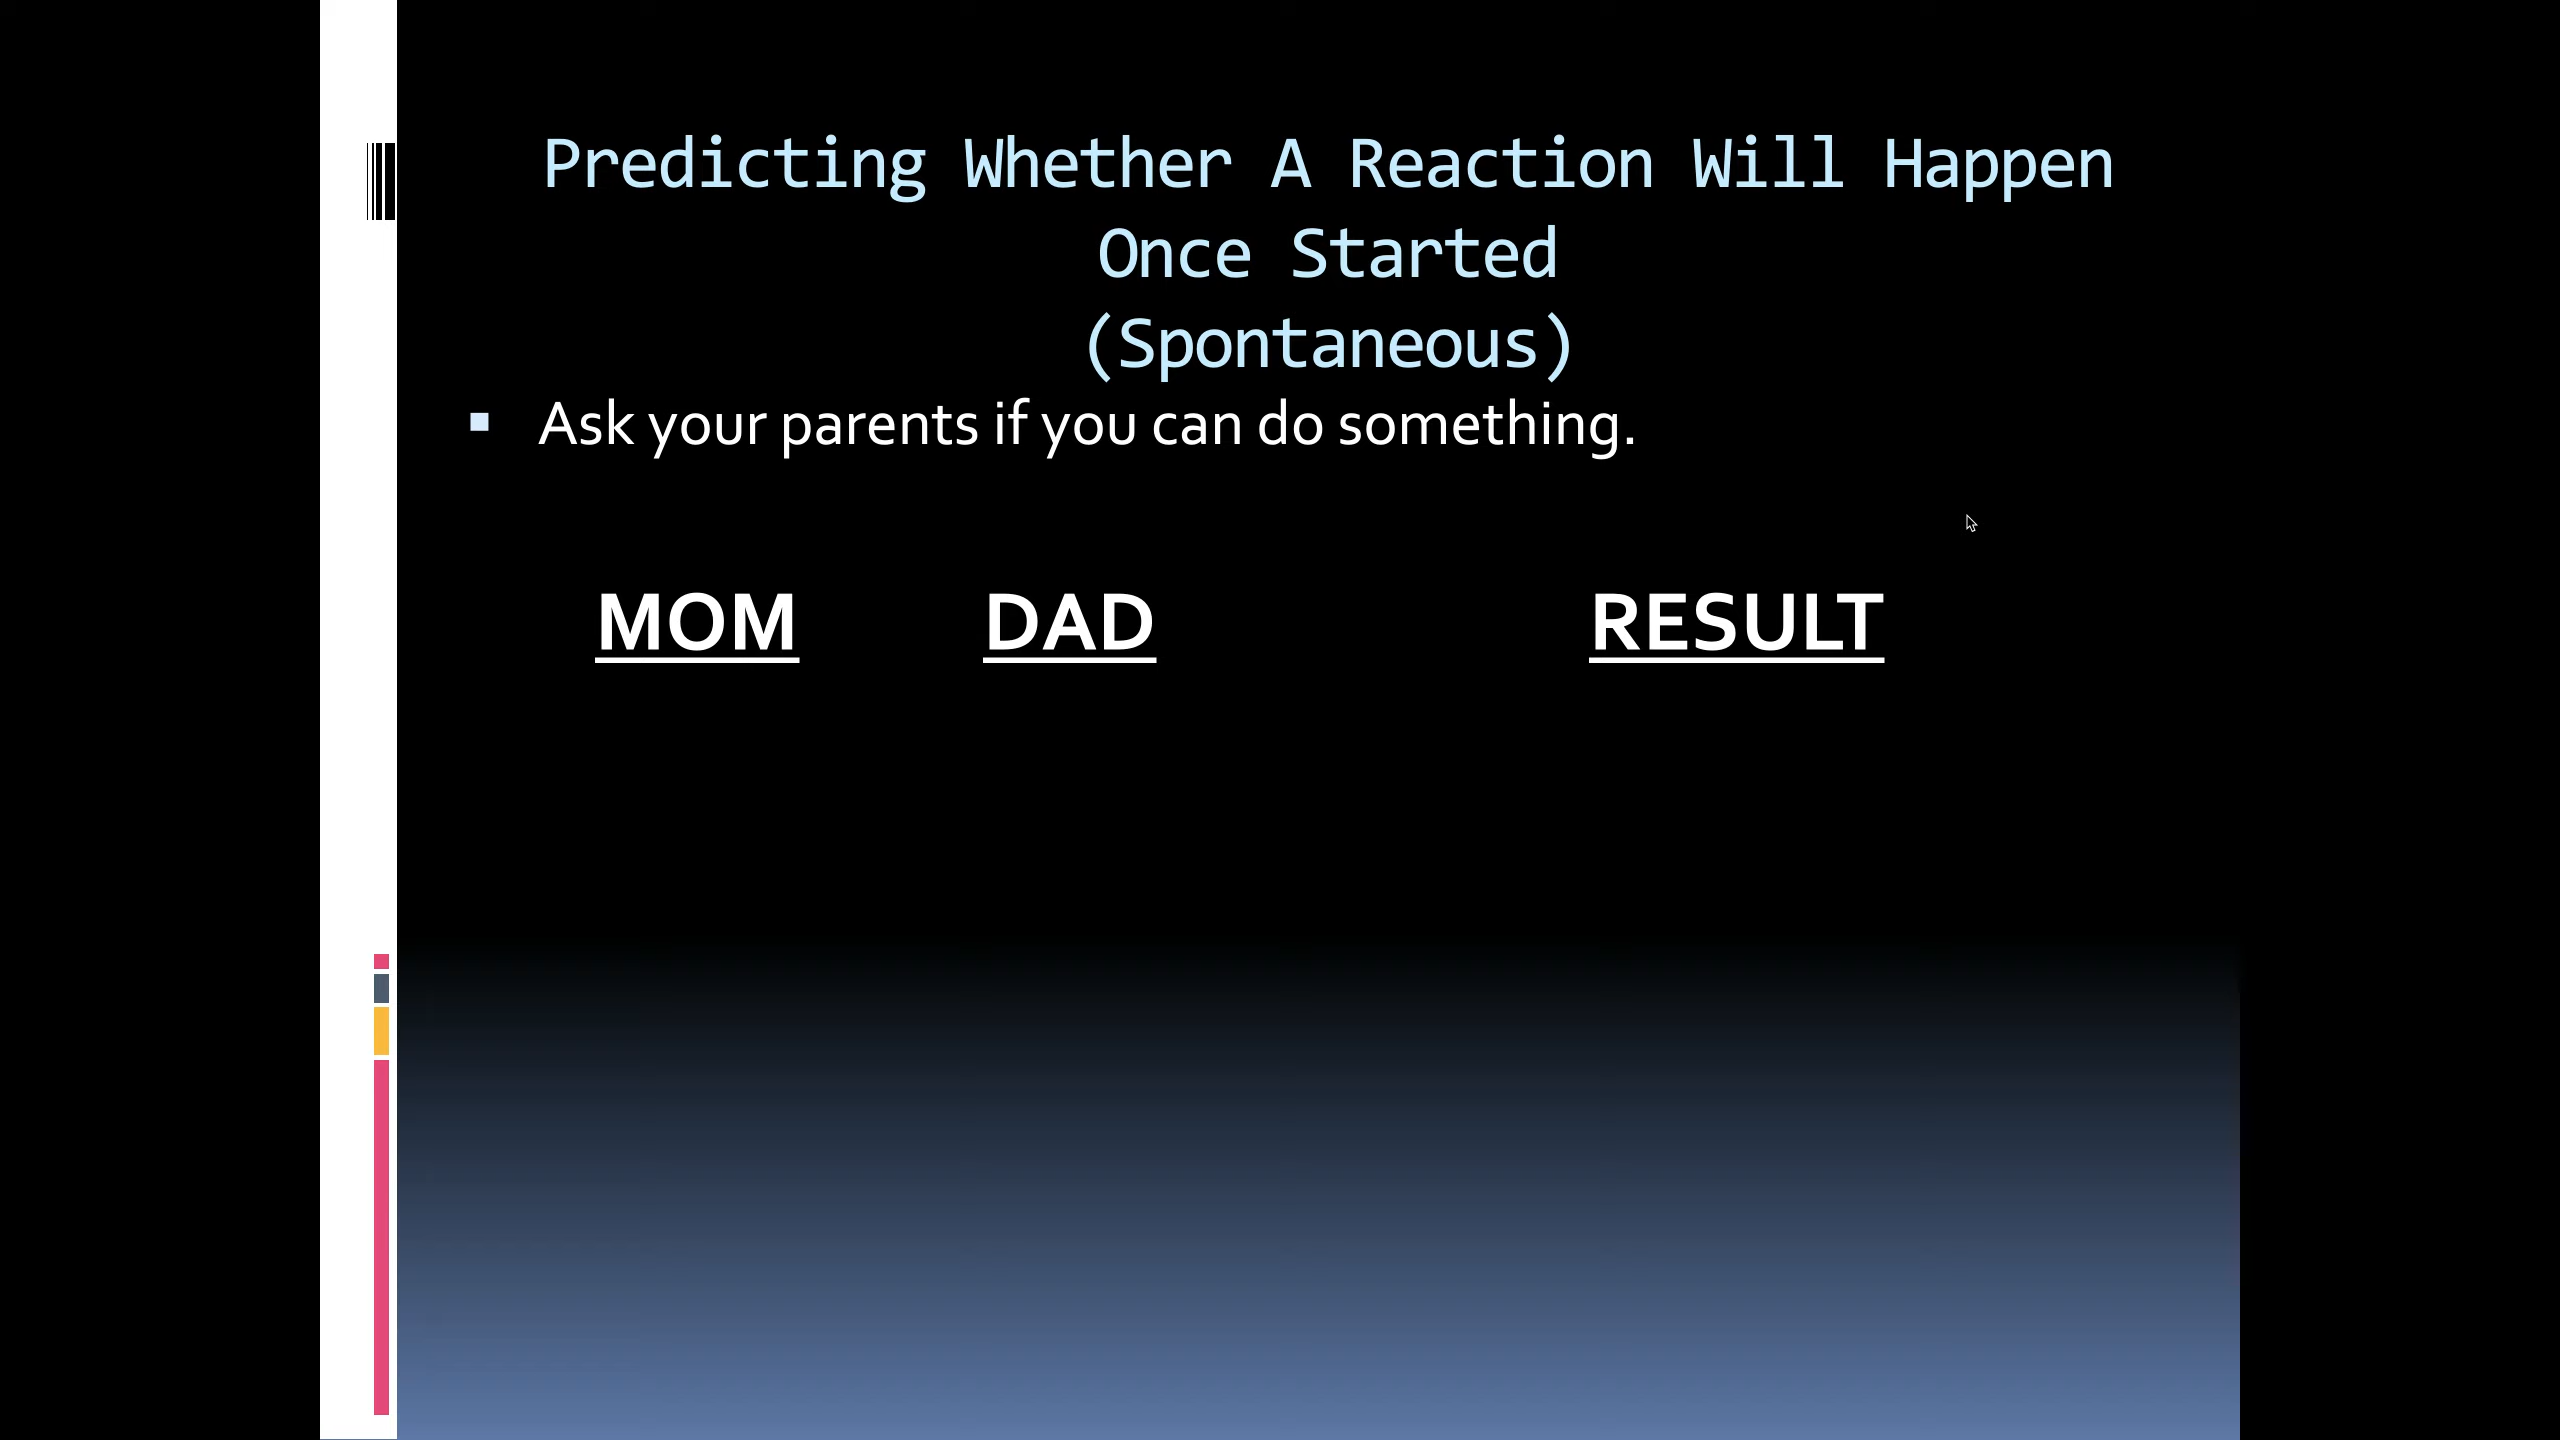 Predicting Whether A Reaction Will Happen
Once Started
(Spontaneous)
Ask your parents if you can do something.
MOM DAD RESULT